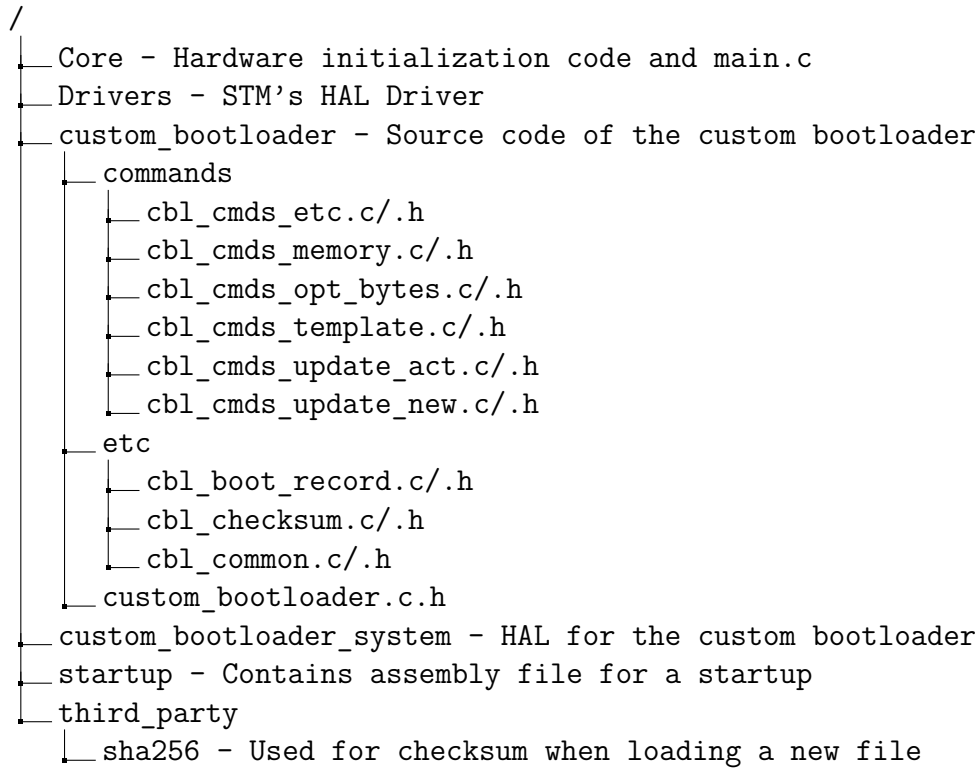 /
Core - Hardware initialization code and main.c
Drivers - STM's HAL Driver
custom_bootloader - Source code of the custom bootloader
commands
cbl_cmds_etc.c/.h
cbl_cmds_memory.c/.h
cbl_cmds_opt_bytes.c/.h
cbl_cmds_template.c/.h
cbl_cmds_update_act.c/.h
cbl_cmds_update_new.c/.h
etc
cbl_boot_record.c/.h
cbl_checksum.c/.h
cbl_common.c/.h
custom_bootloader.c.h
custom_bootloader_system - HAL for the custom bootloader
startup - Contains assembly file for a startup
third_party
sha256 - Used for checksum when loading a new file